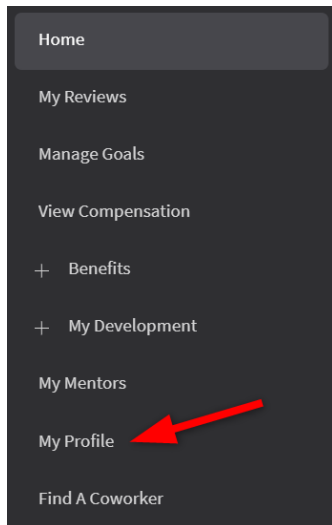 Home
My Reviews
Manage Goals
View Compensation
+ Benefits
+ My Development
My Mentors
My Profile
Find A Coworker